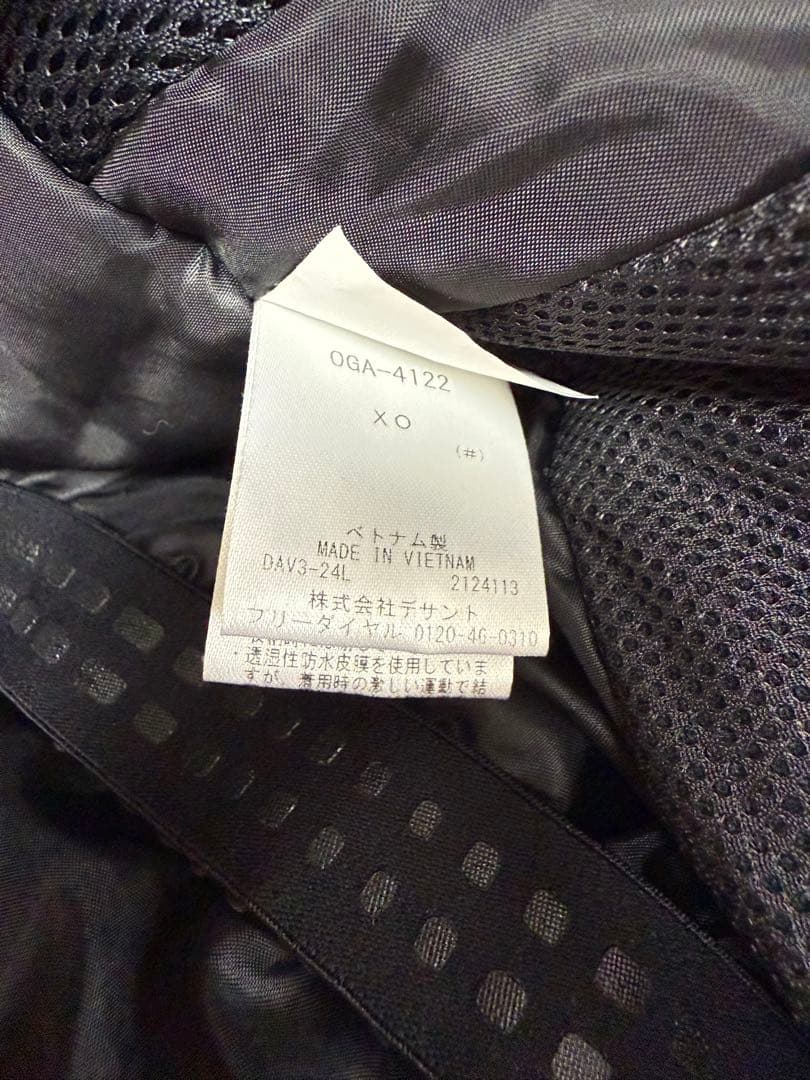 OGA-4122
XO
(#)
ベトナム製
MADE IN VIETNAM
DAV3-24L 2124113
株式会社デサント
フリーダイヤル 0120-46-0310
・透湿性防水皮膜を使用していま
すが、着用時の激しい運動で結